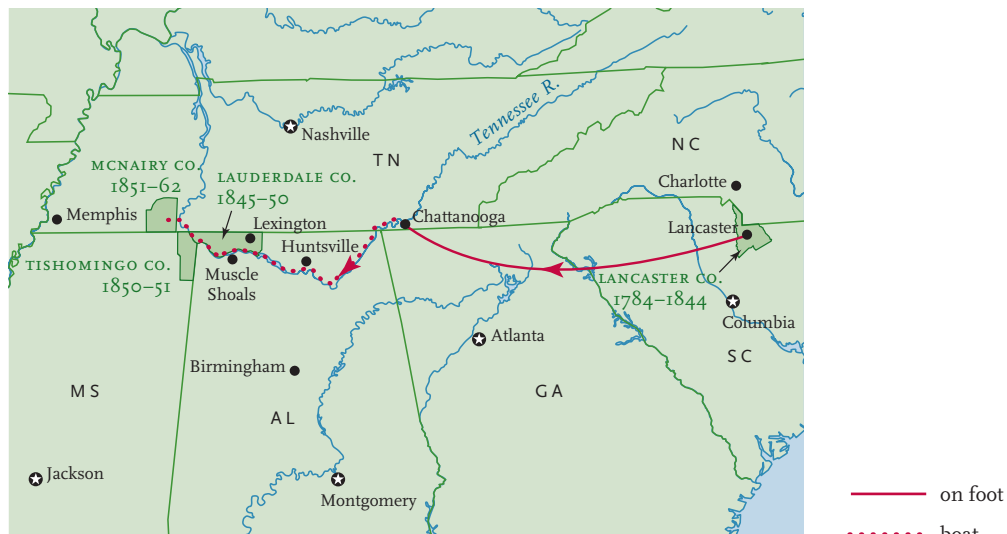 Nashville
TN
Tennessee R.
NC
MCNAIRY CO.
1851–62
LAUDERDALE CO.
1845–50
Charlotte
Memphis
Lexington
Chattanooga
Lancaster
Huntsville
TISHOMINGO CO.
1850–51
Muscle
Shoals
LANCASTER CO.
1784–1844
Columbia
Atlanta
SC
Birmingham
MS
AL
GA
Jackson
Montgomery
on foot
boat